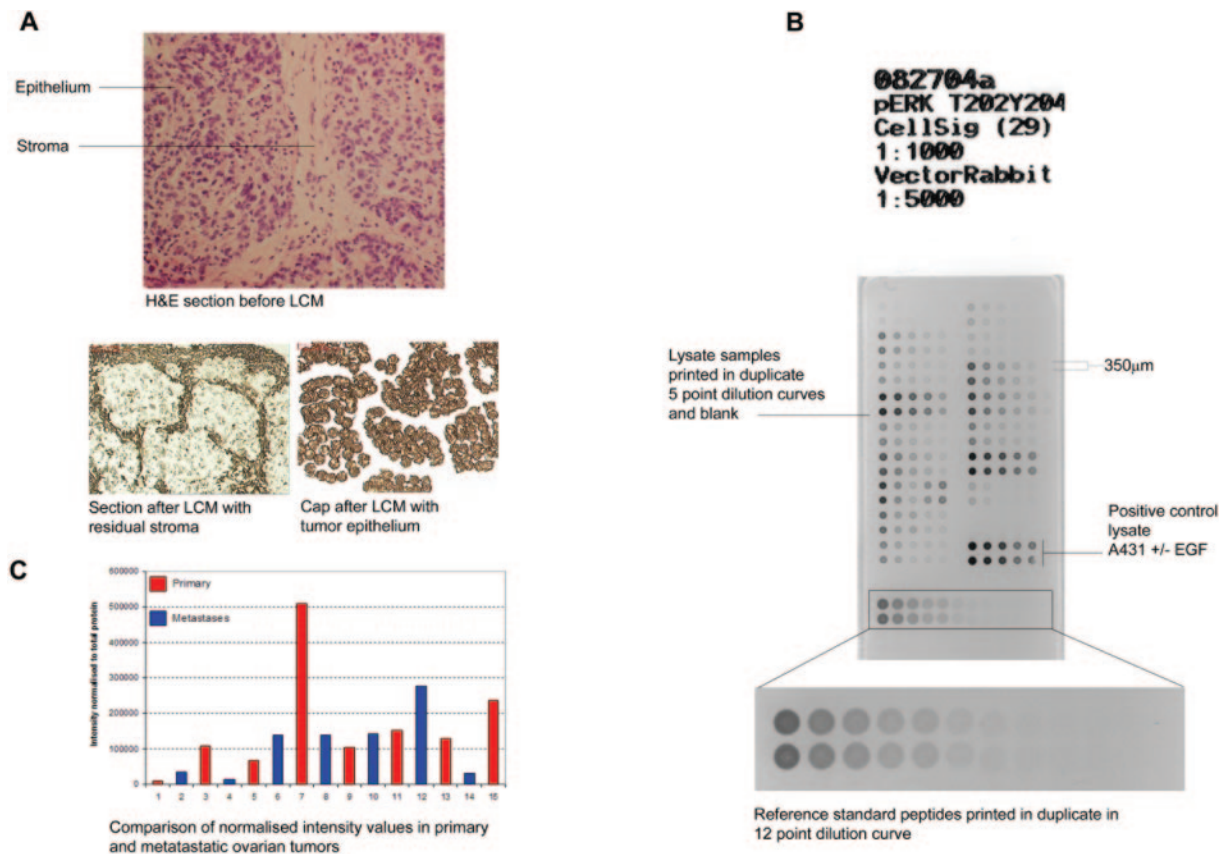 A
Epithelium
Stroma
H&E section before LCM
Section after LCM with
residual stroma
Cap after LCM with
tumor epithelium
C
600000
500000
400000
300000
200000
100000
0
Intensity normalised to total protein
Primary
Metastases
1 2 3 4 5 6 7 8 9 10 11 12 13 14 15
Comparison of normalised intensity values in primary
and metatastatic ovarian tumors
B
082704a
pERK T202Y204
CellSig (29)
1:1000
VectorRabbit
1:5000
Lysate samples
printed in duplicate
5 point dilution curves
and blank
350µm
Positive control
lysate
A431 +/- EGF
Reference standard peptides printed in duplicate in
12 point dilution curve